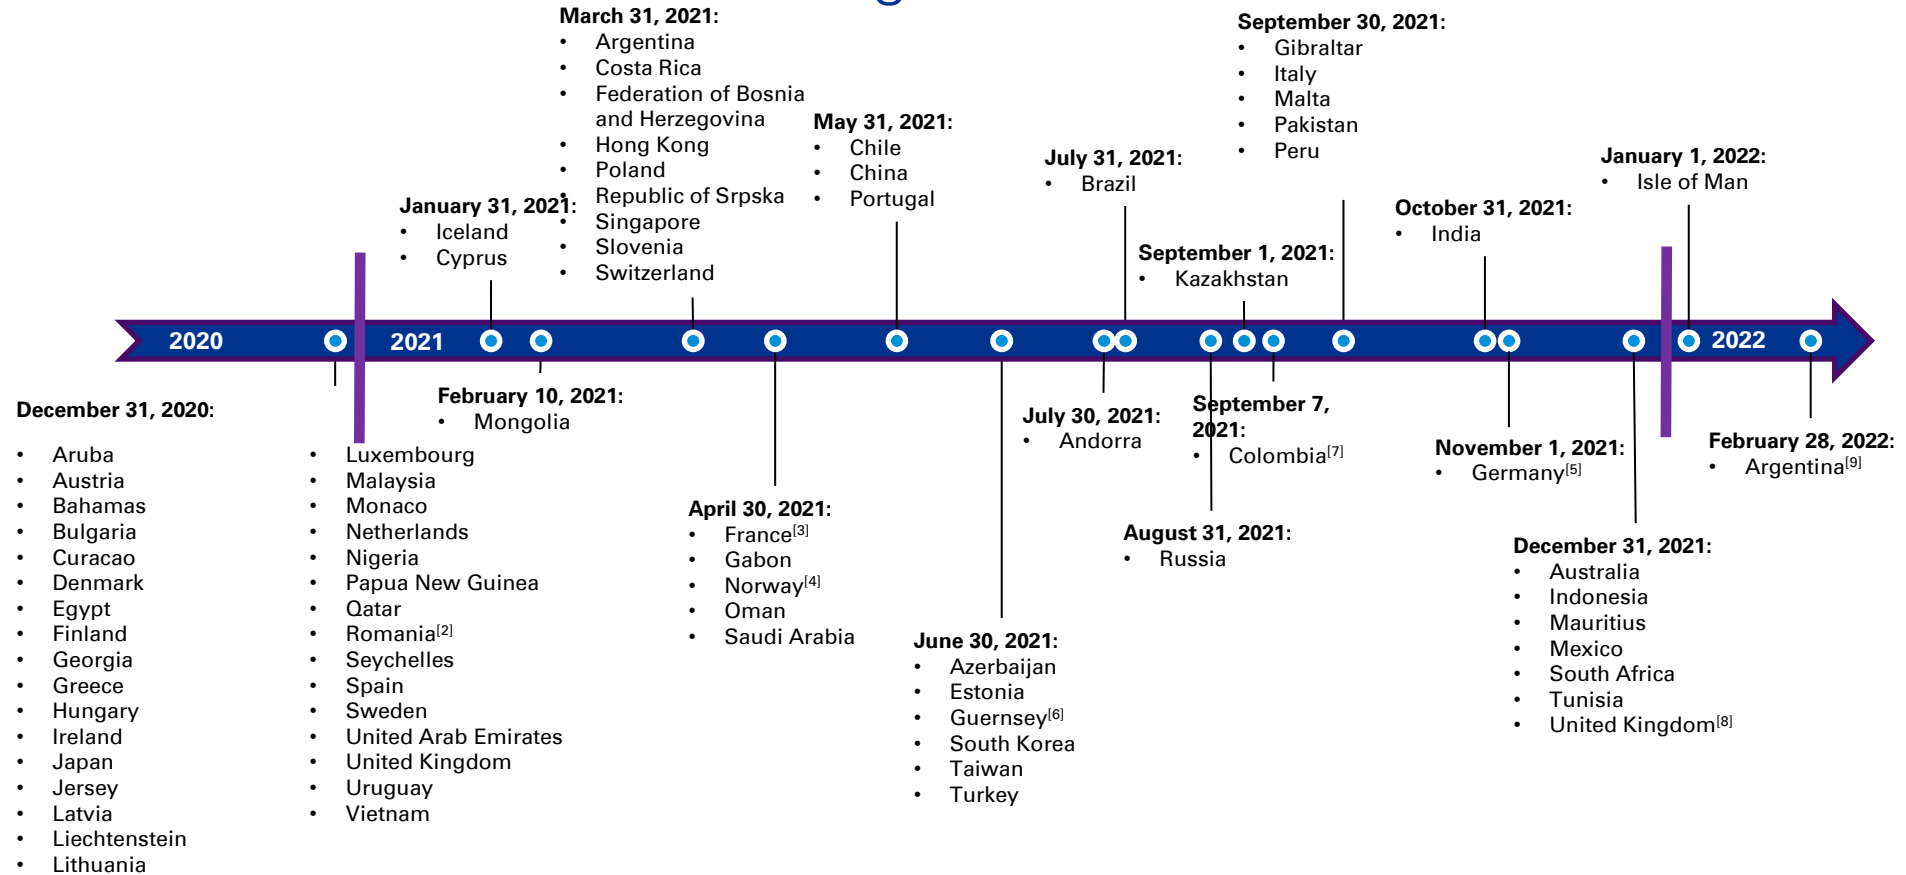 March 31, 2021:
• Argentina
• Costa Rica
• Federation of Bosnia
and Herzegovina
• Hong Kong
• Poland
• Republic of Srpska
• Singapore
• Slovenia
• Switzerland
September 30, 2021:
• Gibraltar
• Italy
• Malta
• Pakistan
• Peru
May 31, 2021:
• Chile
• China
• Portugal
July 31, 2021:
• Brazil
January 1, 2022:
• Isle of Man
January 31, 2021:
• Iceland
• Cyprus
October 31, 2021:
• India
September 1, 2021:
• Kazakhstan
2020
2021
2022
December 31, 2020:
• Aruba
• Austria
• Bahamas
• Bulgaria
• Curacao
• Denmark
• Egypt
• Finland
• Georgia
• Greece
• Hungary
• Ireland
• Japan
• Jersey
• Latvia
• Liechtenstein
• Lithuania
• Luxembourg
• Malaysia
• Monaco
• Netherlands
• Nigeria
• Papua New Guinea
• Qatar
• Romania[2]
• Seychelles
• Spain
• Sweden
• United Arab Emirates
• United Kingdom
• Uruguay
• Vietnam
February 10, 2021:
• Mongolia
April 30, 2021:
• France[3]
• Gabon
• Norway[4]
• Oman
• Saudi Arabia
June 30, 2021:
• Azerbaijan
• Estonia
• Guernsey[6]
• South Korea
• Taiwan
• Turkey
July 30, 2021:
• Andorra
August 31, 2021:
• Russia
September 7,
2021:
• Colombia[7]
November 1, 2021:
• Germany[5]
December 31, 2021:
• Australia
• Indonesia
• Mauritius
• Mexico
• South Africa
• Tunisia
• United Kingdom[8]
February 28, 2022:
• Argentina[9]